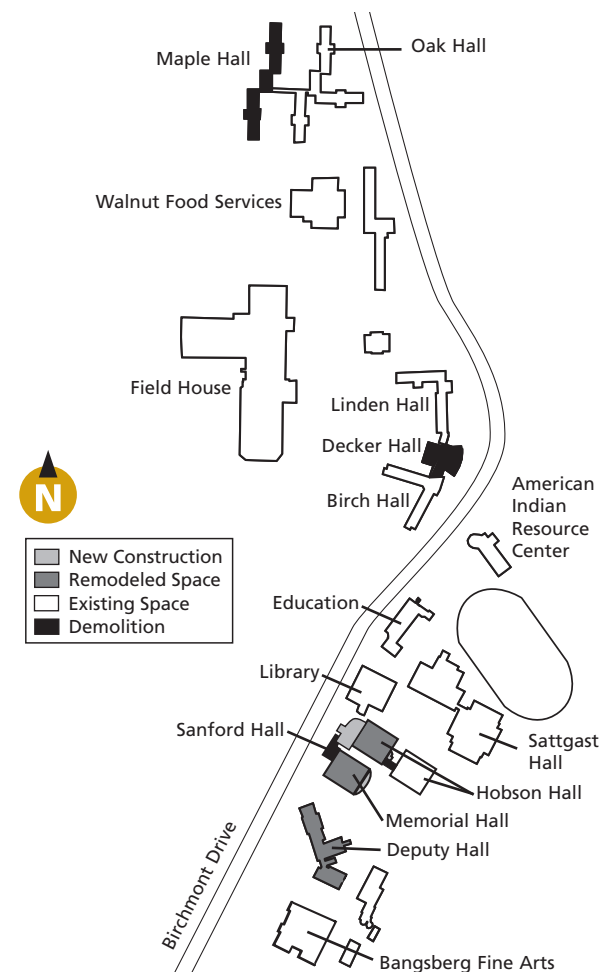 Maple Hall
Oak Hall
Walnut Food Services
Field House
Linden Hall
Decker Hall
Birch Hall
American
Indian
Resource
Center
N
New Construction
Remodeled Space
Existing Space
Demolition
Education
Library
Sanford Hall
Sattgast
Hall
Hobson Hall
Memorial Hall
Deputy Hall
Birchmont Drive
Bangsberg Fine Arts